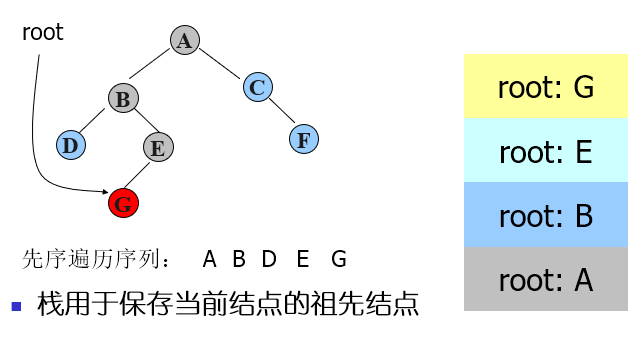 root
A
B
C
D
E
F
G
root: G
root: E
root: B
root: A
先序遍历序列： A B D E G
栈用于保存当前结点的祖先结点